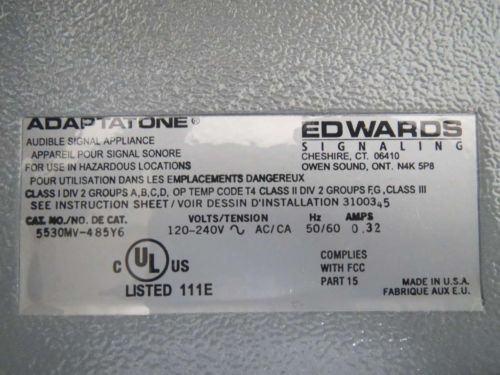 ADAPTATONE®
EDWARDS
SIGNALING
AUDIBLE SIGNAL APPLIANCE
CHESHIRE, CT. 06410
APPAREIL POUR SIGNAL SONORE
OWEN SOUND, ONT. N4K 5P8
FOR USE IN HAZARDOUS LOCATIONS
POUR UTILISATION DANS LES EMPLACEMENTS DANGEREUX
CLASS I DIV 2 GROUPS A,B,C,D, OP TEMP CODE T4 CLASS II DIV 2 GROUPS F,G, CLASS III
SEE INSTRUCTION SHEET/VOIR DESSIN D'INSTALLATION 3100345
CAT. NO./NO. DE CAT. VOLTS/TENSION Hz AMPS
5530MV-485Y6 120-240V ~ AC/CA 50/60 0.32
C UL US
LISTED 111E
COMPLIES
WITH FCC
PART 15
MADE IN U.S.A.
FABRIQUE AUX E.U.